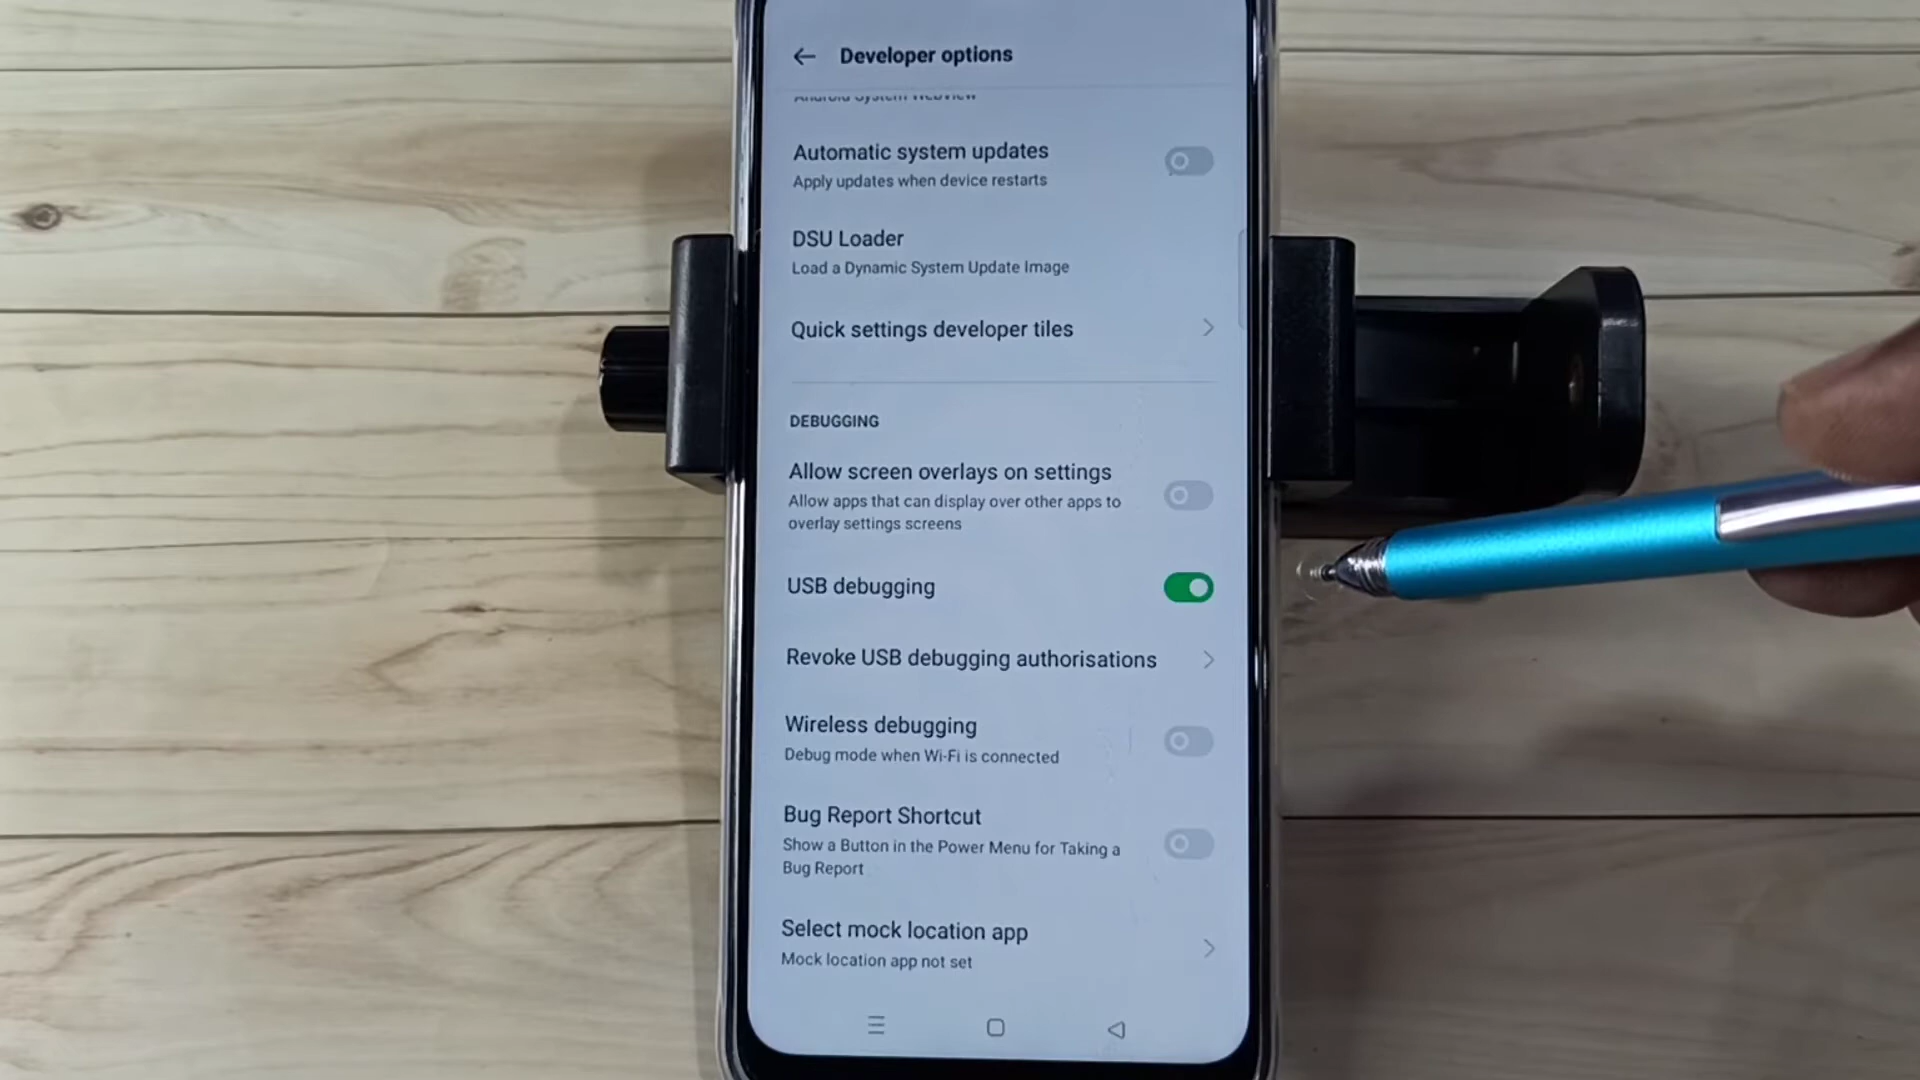 Developer options
Android System WebView
Automatic system updates
Apply updates when device restarts
DSU Loader
Load a Dynamic System Update Image
Quick settings developer tiles
DEBUGGING
Allow screen overlays on settings
Allow apps that can display over other apps to
overlay settings screens
USB debugging
Revoke USB debugging authorisations
Wireless debugging
Debug mode when Wi-Fi is connected
Bug Report Shortcut
Show a Button in the Power Menu for Taking a
Bug Report
Select mock location app
Mock location app not set